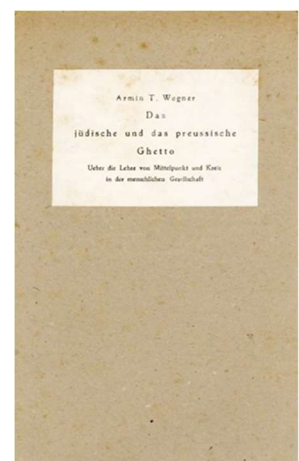 Armin T. Wegner
Das
jüdische und das preussische
Ghetto
Ueber die Lehre von Mittelpunkt und Kreis
in der menschlichen Gesellschaft